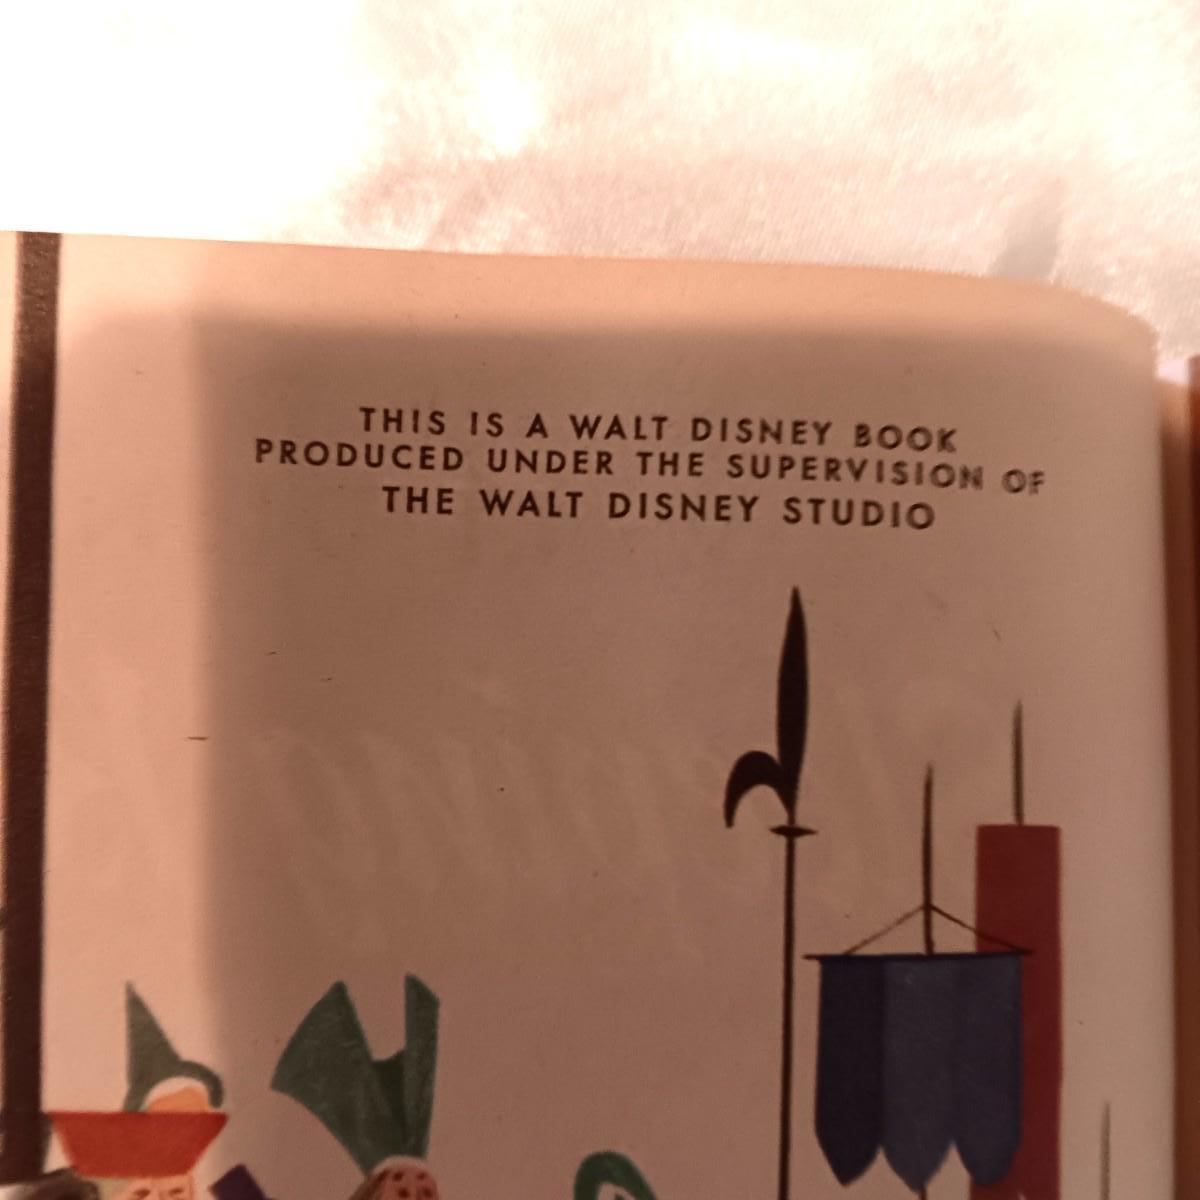 THIS IS A WALT DISNEY BOOK
PRODUCED UNDER THE SUPERVISION OF
THE WALT DISNEY STUDIO